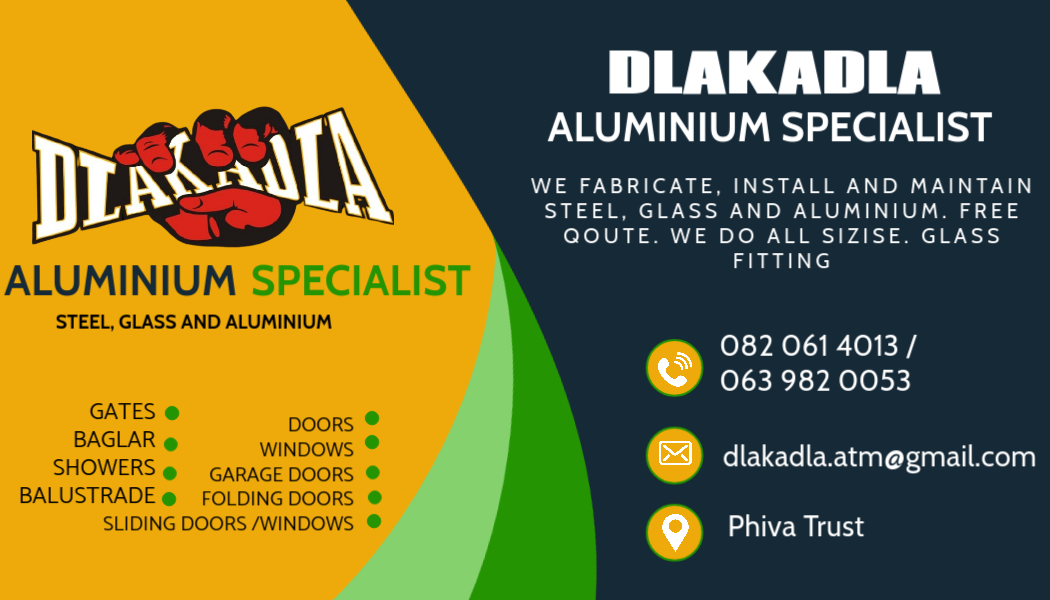 DLAKADLA
ALUMINIUM SPECIALIST
STEEL, GLASS AND ALUMINIUM
GATES
BAGLAR
SHOWERS
BALUSTRADE
DOORS
WINDOWS
GARAGE DOORS
FOLDING DOORS
SLIDING DOORS /WINDOWS
DLAKADLA
ALUMINIUM SPECIALIST
WE FABRICATE, INSTALL AND MAINTAIN
STEEL, GLASS AND ALUMINIUM. FREE
QOUTE. WE DO ALL SIZISE. GLASS
FITTING
082 061 4013 /
063 982 0053
dlakadla.atm@gmail.com
Phiva Trust